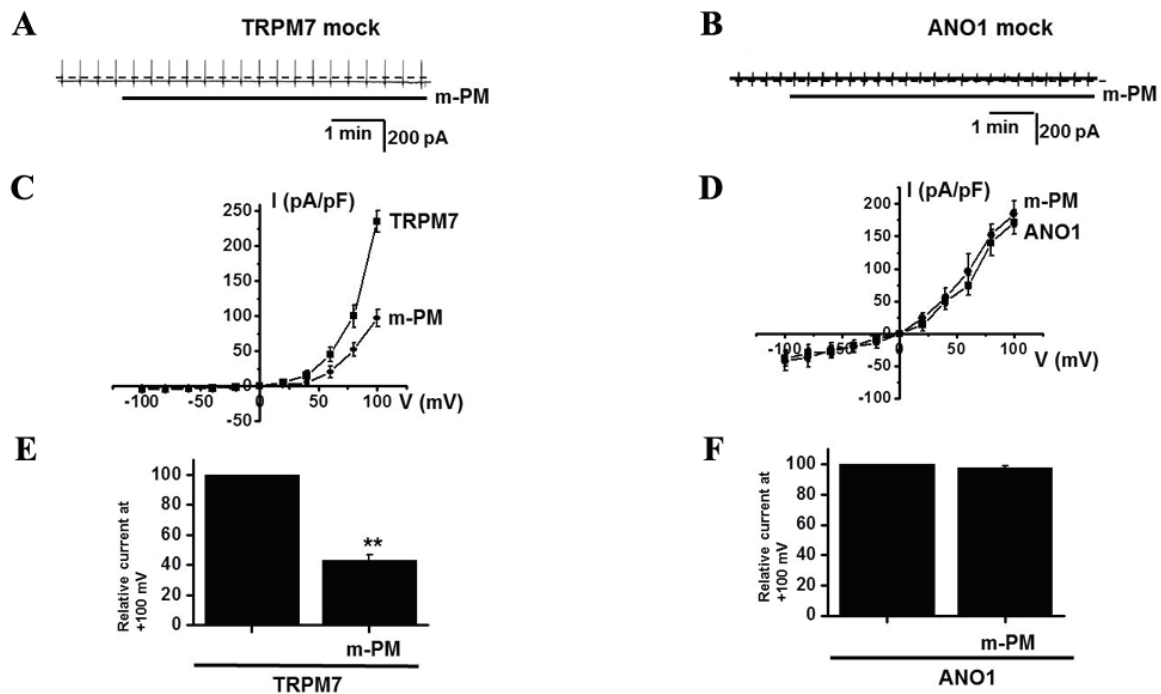 A
TRPM7 mock
m-PM
1 min
200 pA
B
ANO1 mock
m-PM
1 min
200 pA
C
I (pA/pF)
250
200
150
100
50
-50
-100
-50
0
50
100
V (mV)
TRPM7
m-PM
D
I (pA/pF)
200
150
100
50
-50
-100
-100
-50
0
50
100
V (mV)
m-PM
ANO1
E
Relative current at
+100 mV
100
80
60
40
20
0
**
m-PM
TRPM7
F
Relative current at
+100 mV
100
80
60
40
20
0
m-PM
ANO1